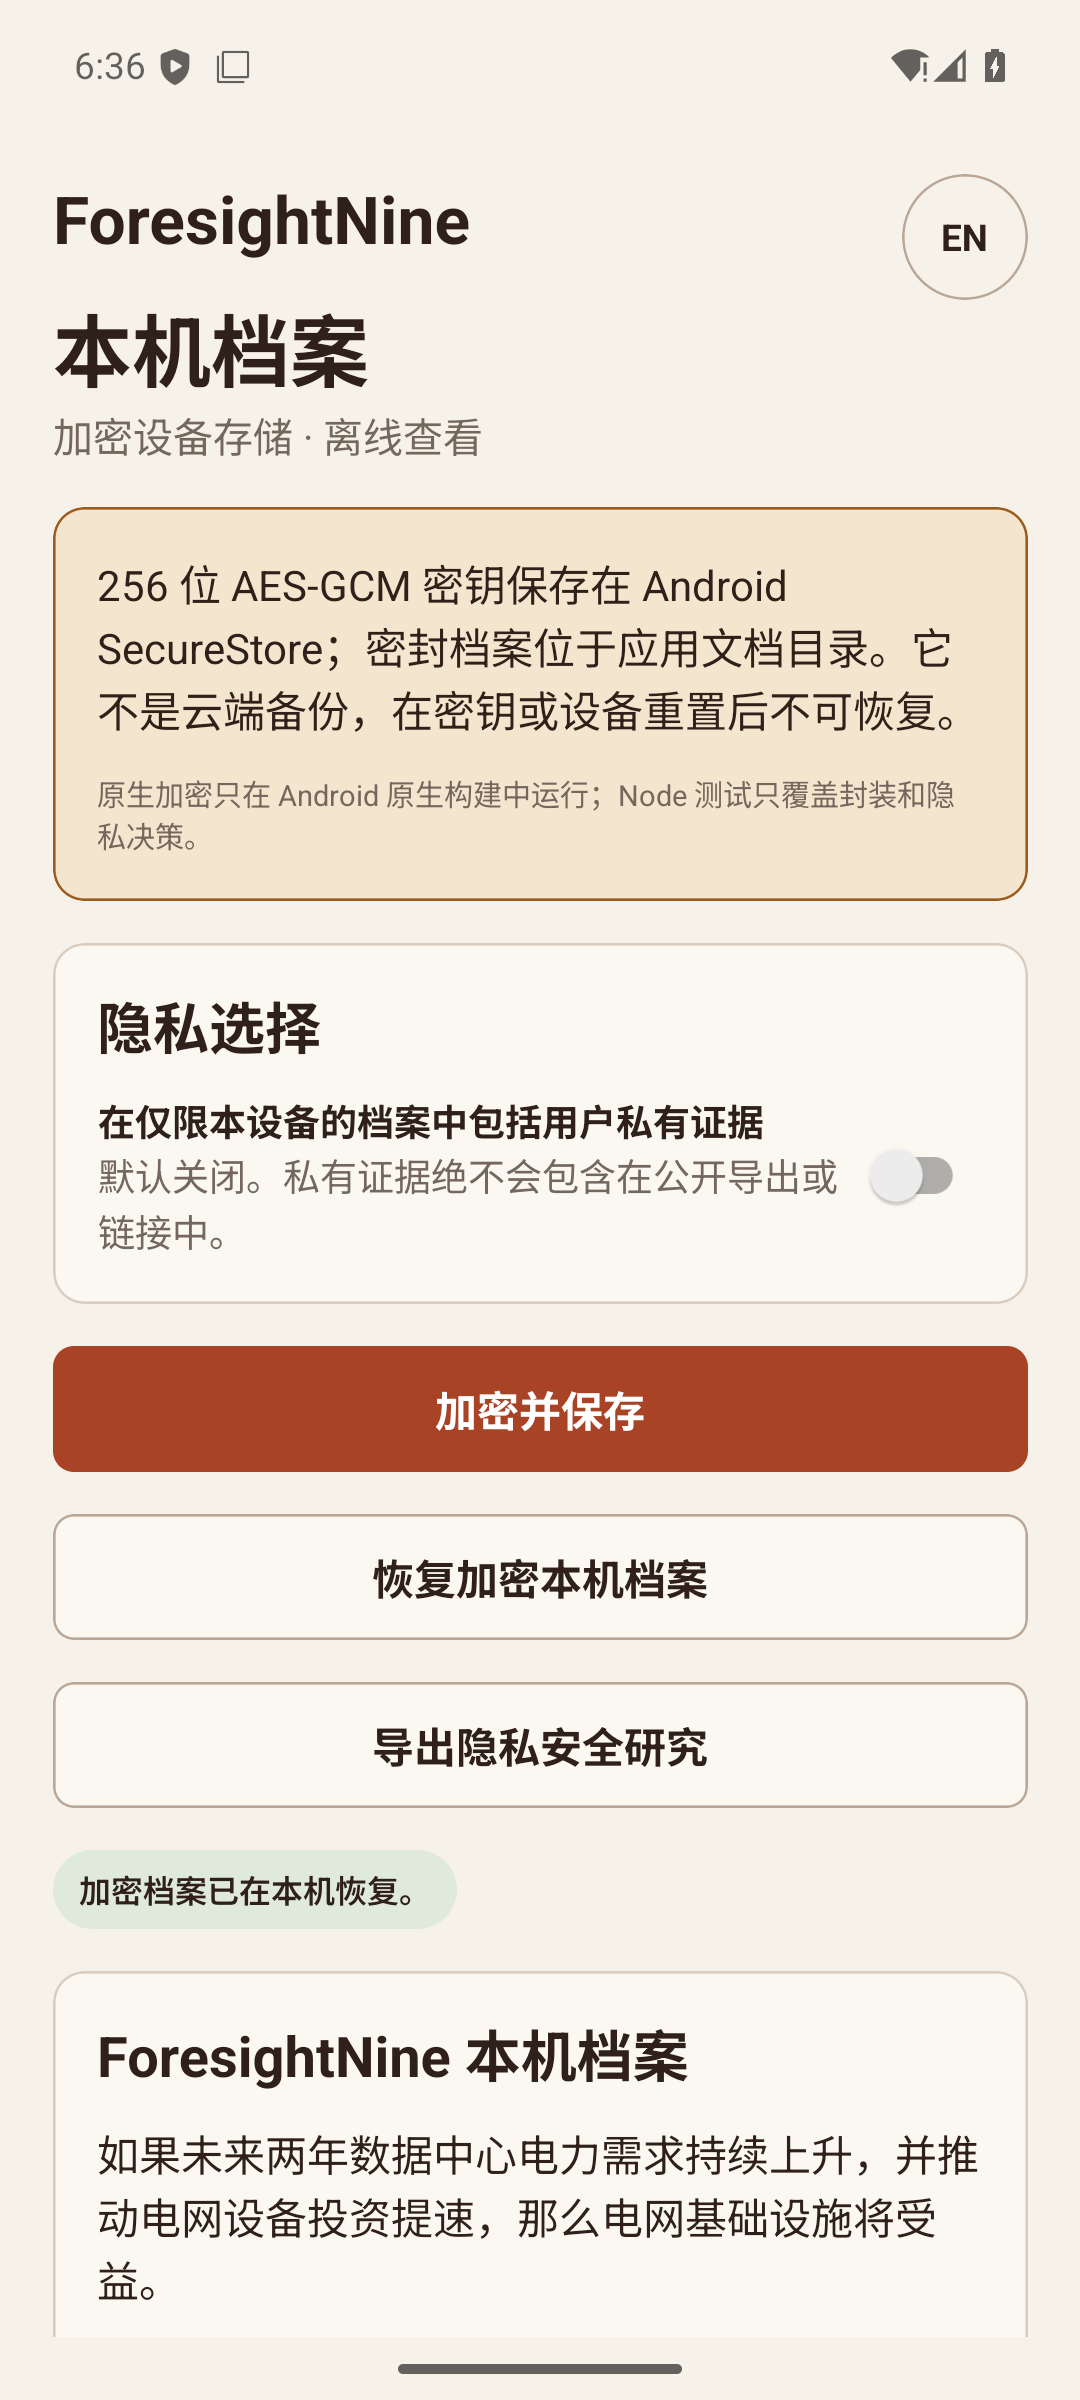 6:36
ForesightNine
EN
本机档案
加密设备存储 · 离线查看
256 位 AES-GCM 密钥保存在 Android
SecureStore；密封档案位于应用文档目录。它
不是云端备份，在密钥或设备重置后不可恢复。
原生加密只在 Android 原生构建中运行；Node 测试只覆盖封装和隐
私决策。
隐私选择
在仅限本设备的档案中包括用户私有证据
默认关闭。私有证据绝不会包含在公开导出或
链接中。
加密并保存
恢复加密本机档案
导出隐私安全研究
加密档案已在本机恢复。
ForesightNine 本机档案
如果未来两年数据中心电力需求持续上升，并推
动电网设备投资提速，那么电网基础设施将受
益。